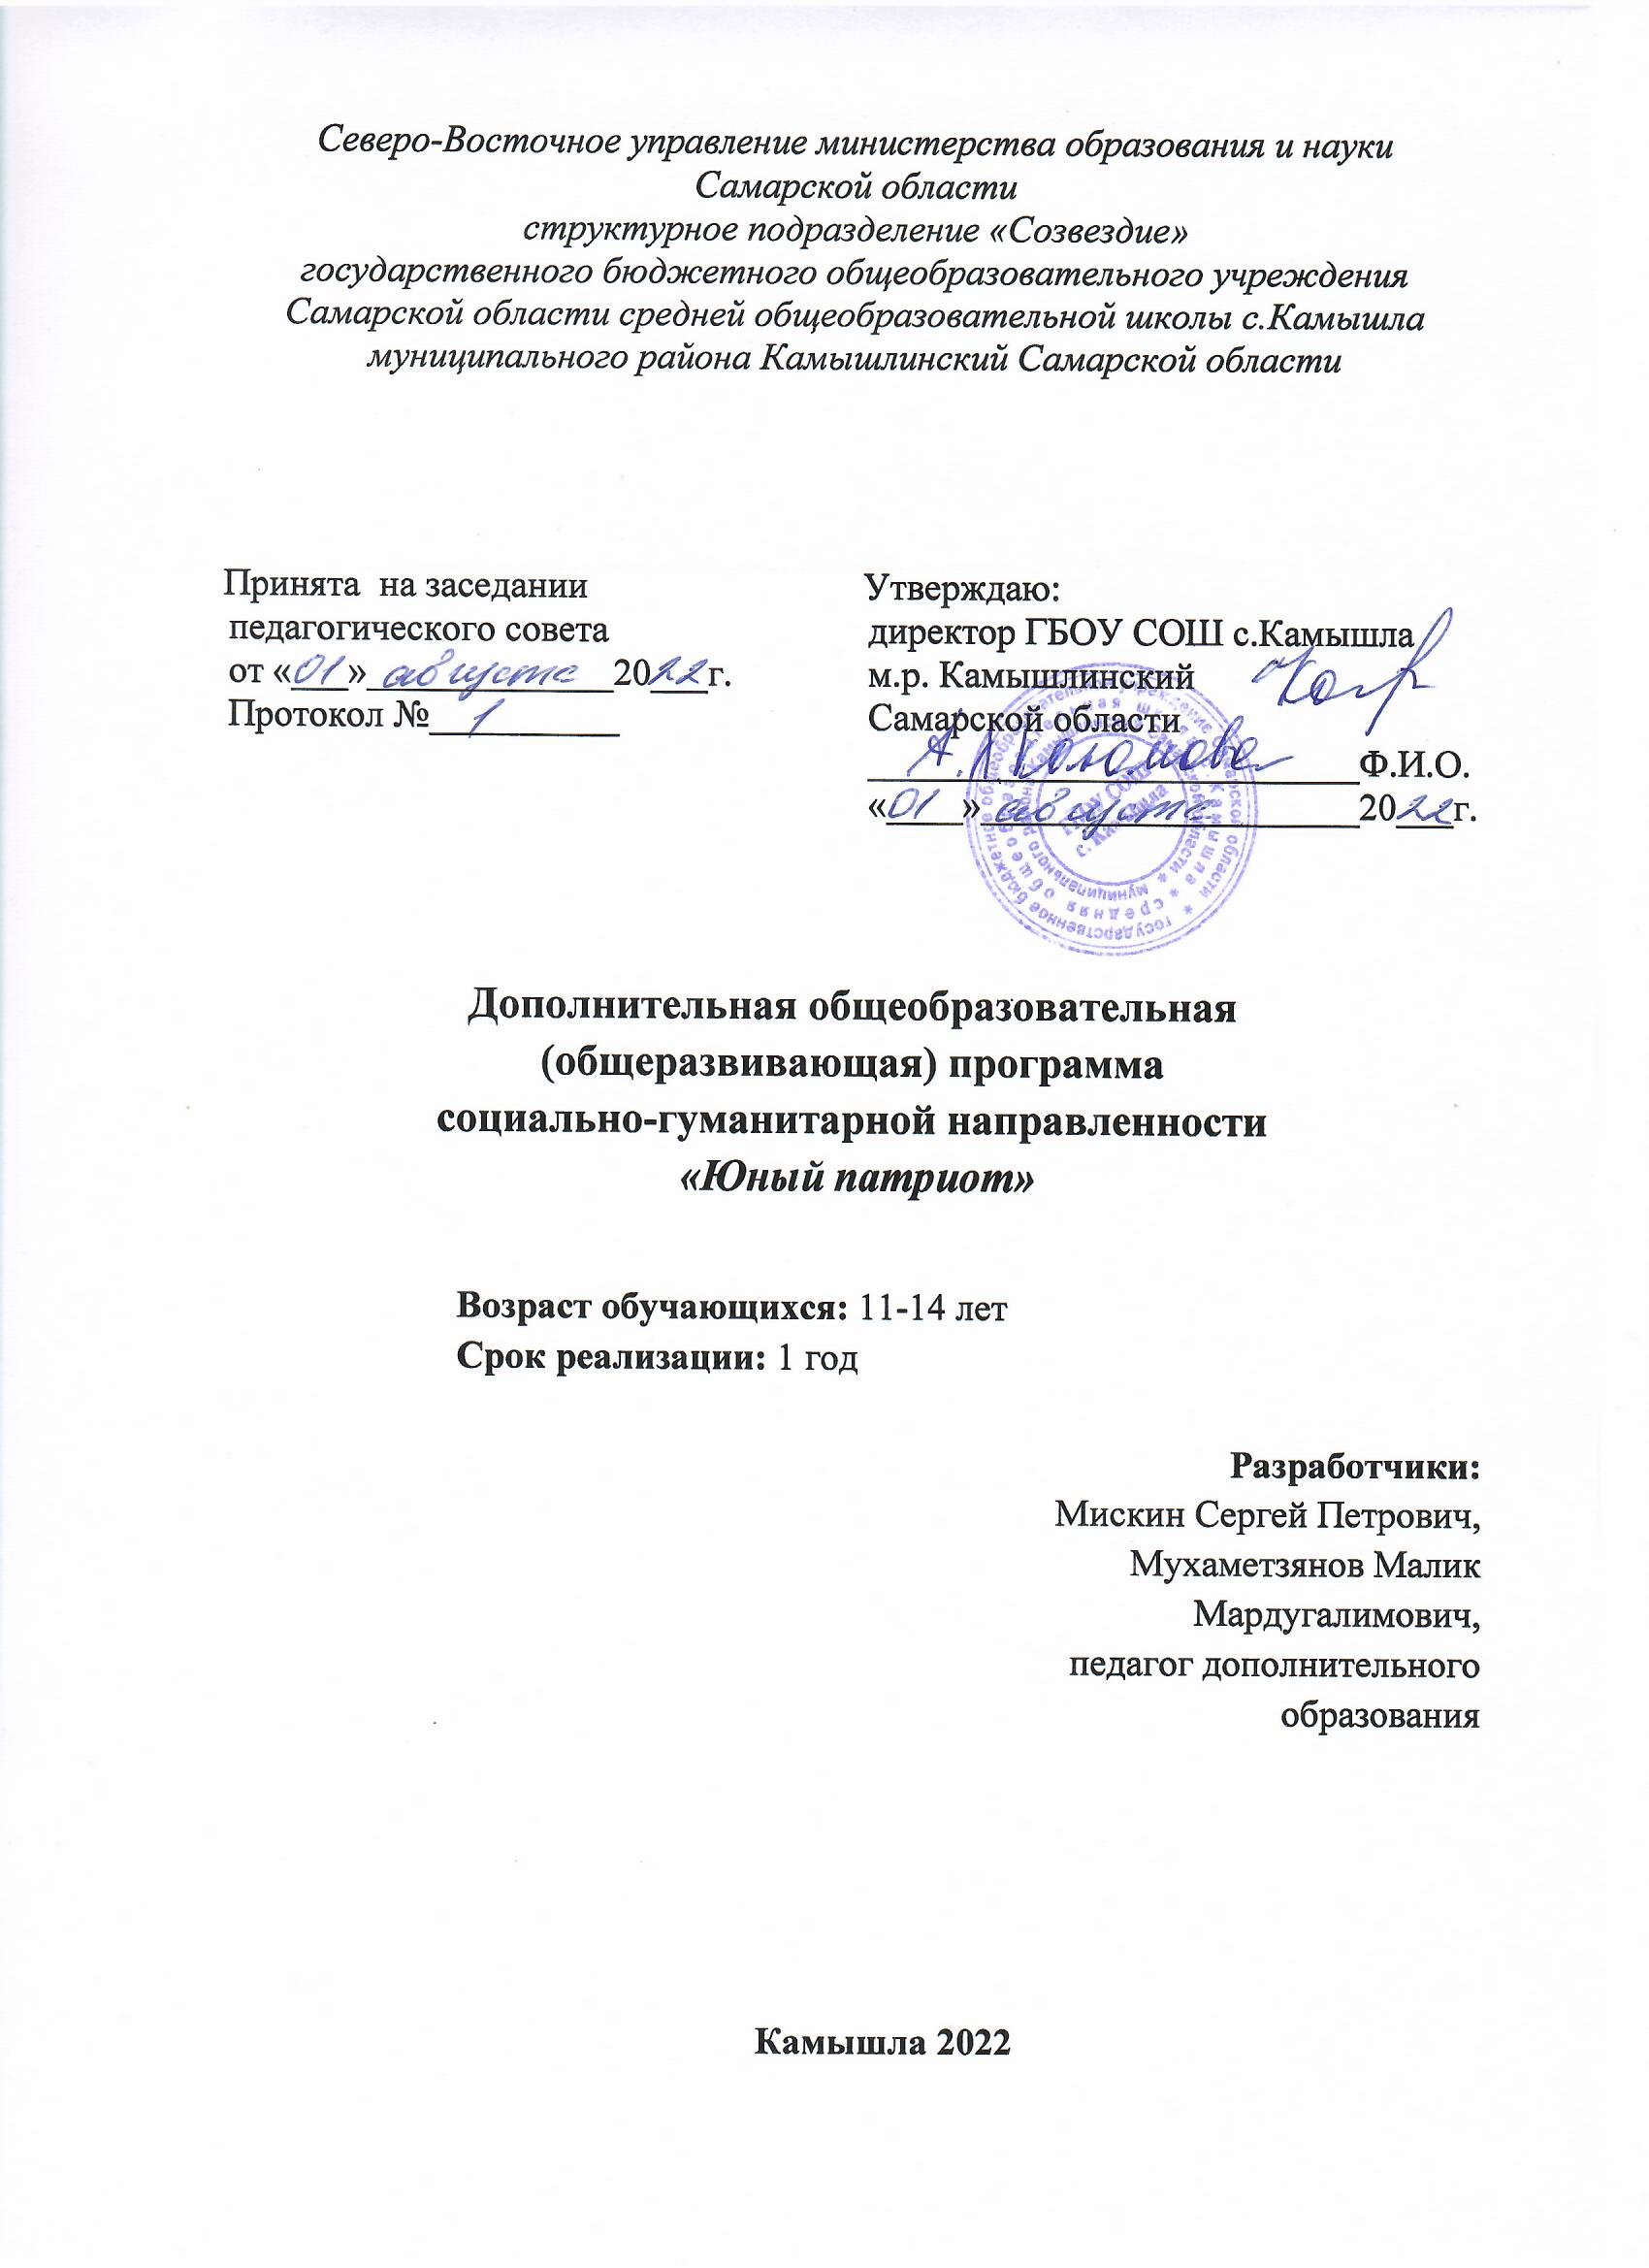 Северо-Восточное управление министерства образования и науки
Самарской области
структурное подразделение «Созвездие»
государственного бюджетного общеобразовательного учреждения
Самарской области средней общеобразовательной школы с.Камышла
муниципального района Камышлинский Самарской области
Принята на заседании
педагогического совета
от «01» августа 2022г.
Протокол № 1
Утверждаю:
директор ГБОУ СОШ с.Камышла
м.р. Камышлинский
Самарской области
Ф.И.О.
«01» августа 2022г.
ГБОУ СОШ
с. Камышла
Дополнительная общеобразовательная
(общеразвивающая) программа
социально-гуманитарной направленности
«Юный патриот»
Возраст обучающихся: 11-14 лет
Срок реализации: 1 год
Разработчики:
Мискин Сергей Петрович,
Мухаметзянов Малик
Мардугалимович,
педагог дополнительного
образования
Камышла 2022